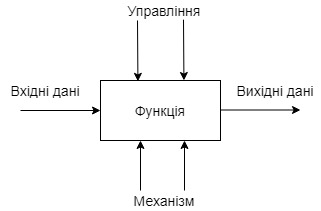 Управління
Вхідні дані
Вихідні дані
Функція
Механізм